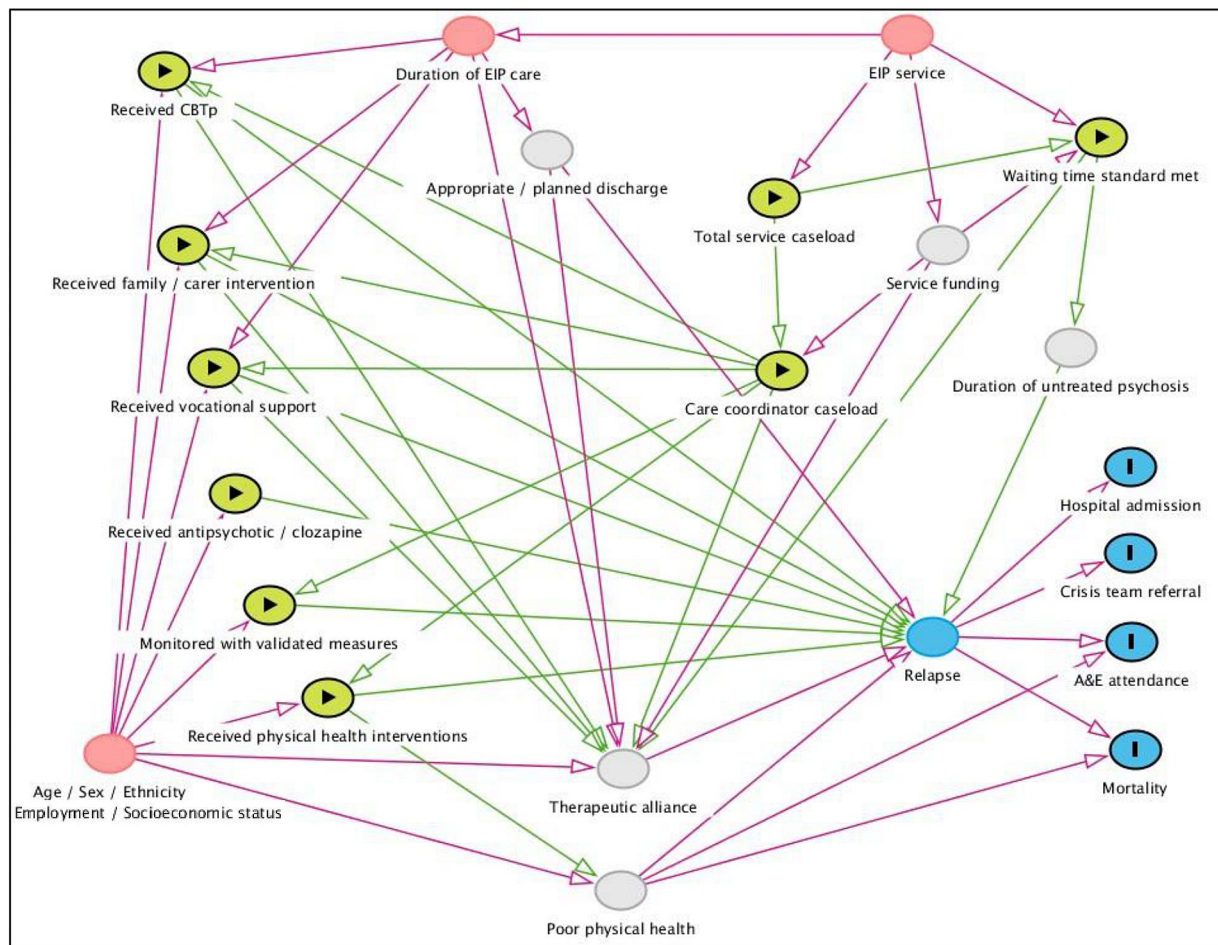 Duration of EIP care
EIP service
Received CBTp
Appropriate / planned discharge
Waiting time standard met
Total service caseload
Received family / carer intervention
Service funding
Duration of untreated psychosis
Received vocational support
Care coordinator caseload
Hospital admission
Received antipsychotic / clozapine
Crisis team referral
Monitored with validated measures
Relapse
A&E attendance
Received physical health interventions
Age / Sex / Ethnicity
Employment / Socioeconomic status
Therapeutic alliance
Mortality
Poor physical health